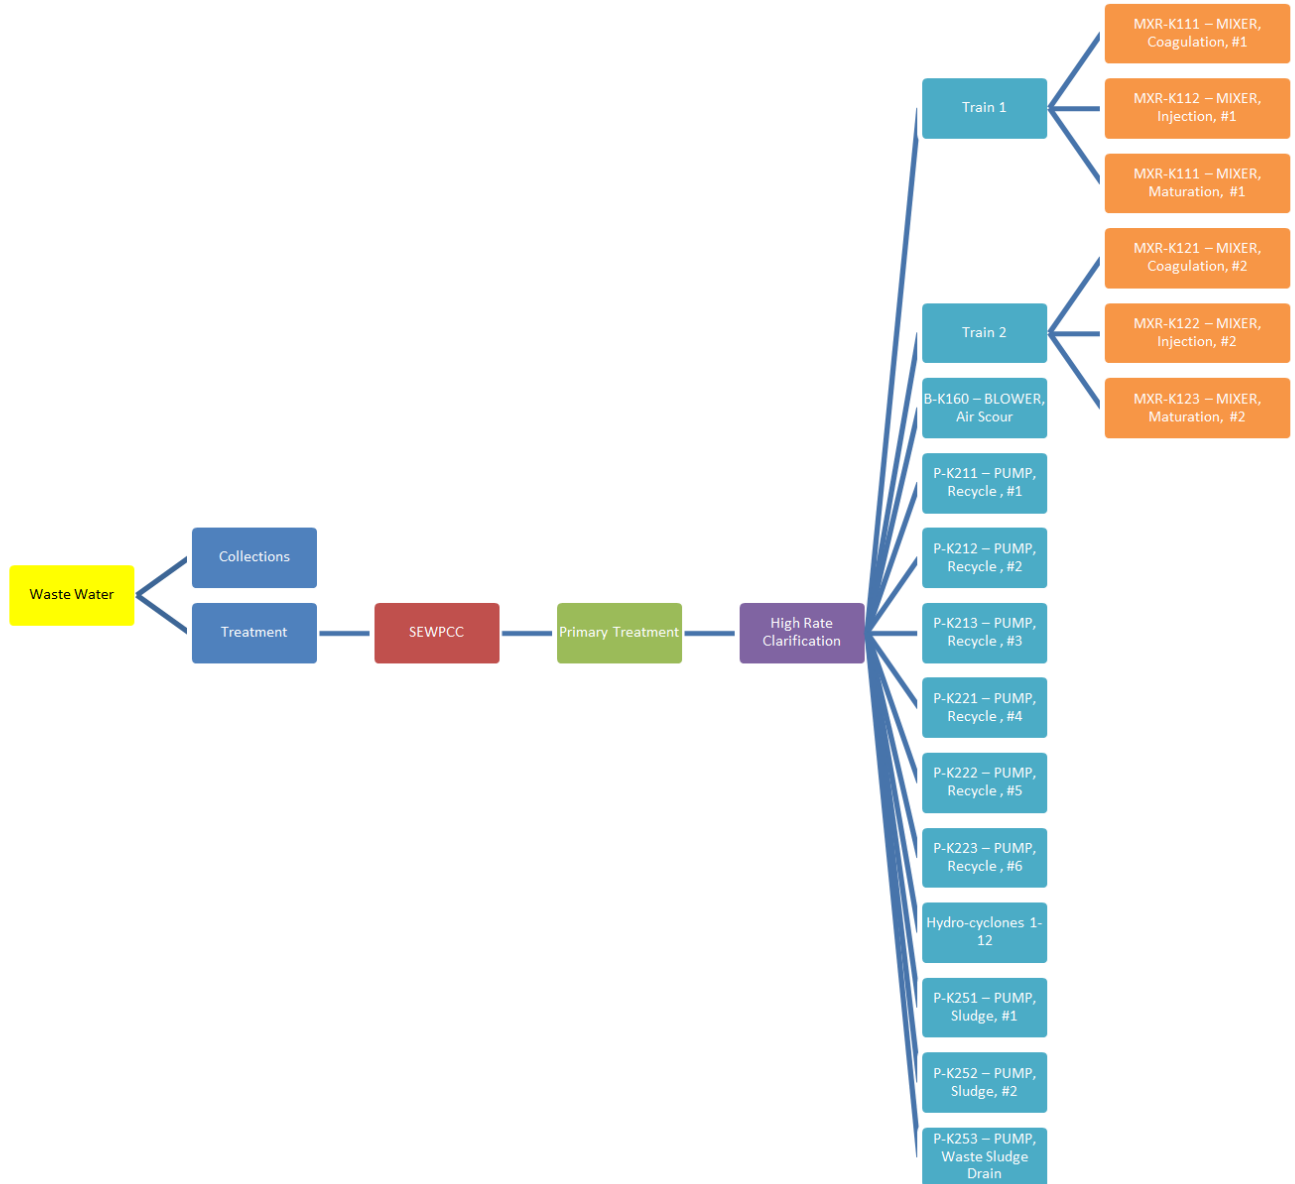 Waste Water
Collections
Treatment
SEWPCC
Primary Treatment
High Rate
Clarification
Train 1
MXR-K111 – MIXER,
Coagulation, #1
MXR-K112 – MIXER,
Injection, #1
MXR-K111 – MIXER,
Maturation, #1
Train 2
MXR-K121 – MIXER,
Coagulation, #2
MXR-K122 – MIXER,
Injection, #2
MXR-K123 – MIXER,
Maturation, #2
B-K160 – BLOWER,
Air Scour
P-K211 – PUMP,
Recycle , #1
P-K212 – PUMP,
Recycle , #2
P-K213 – PUMP,
Recycle , #3
P-K221 – PUMP,
Recycle , #4
P-K222 – PUMP,
Recycle , #5
P-K223 – PUMP,
Recycle , #6
Hydro-cyclones 1-
12
P-K251 – PUMP,
Sludge, #1
P-K252 – PUMP,
Sludge, #2
P-K253 – PUMP,
Waste Sludge
Drain